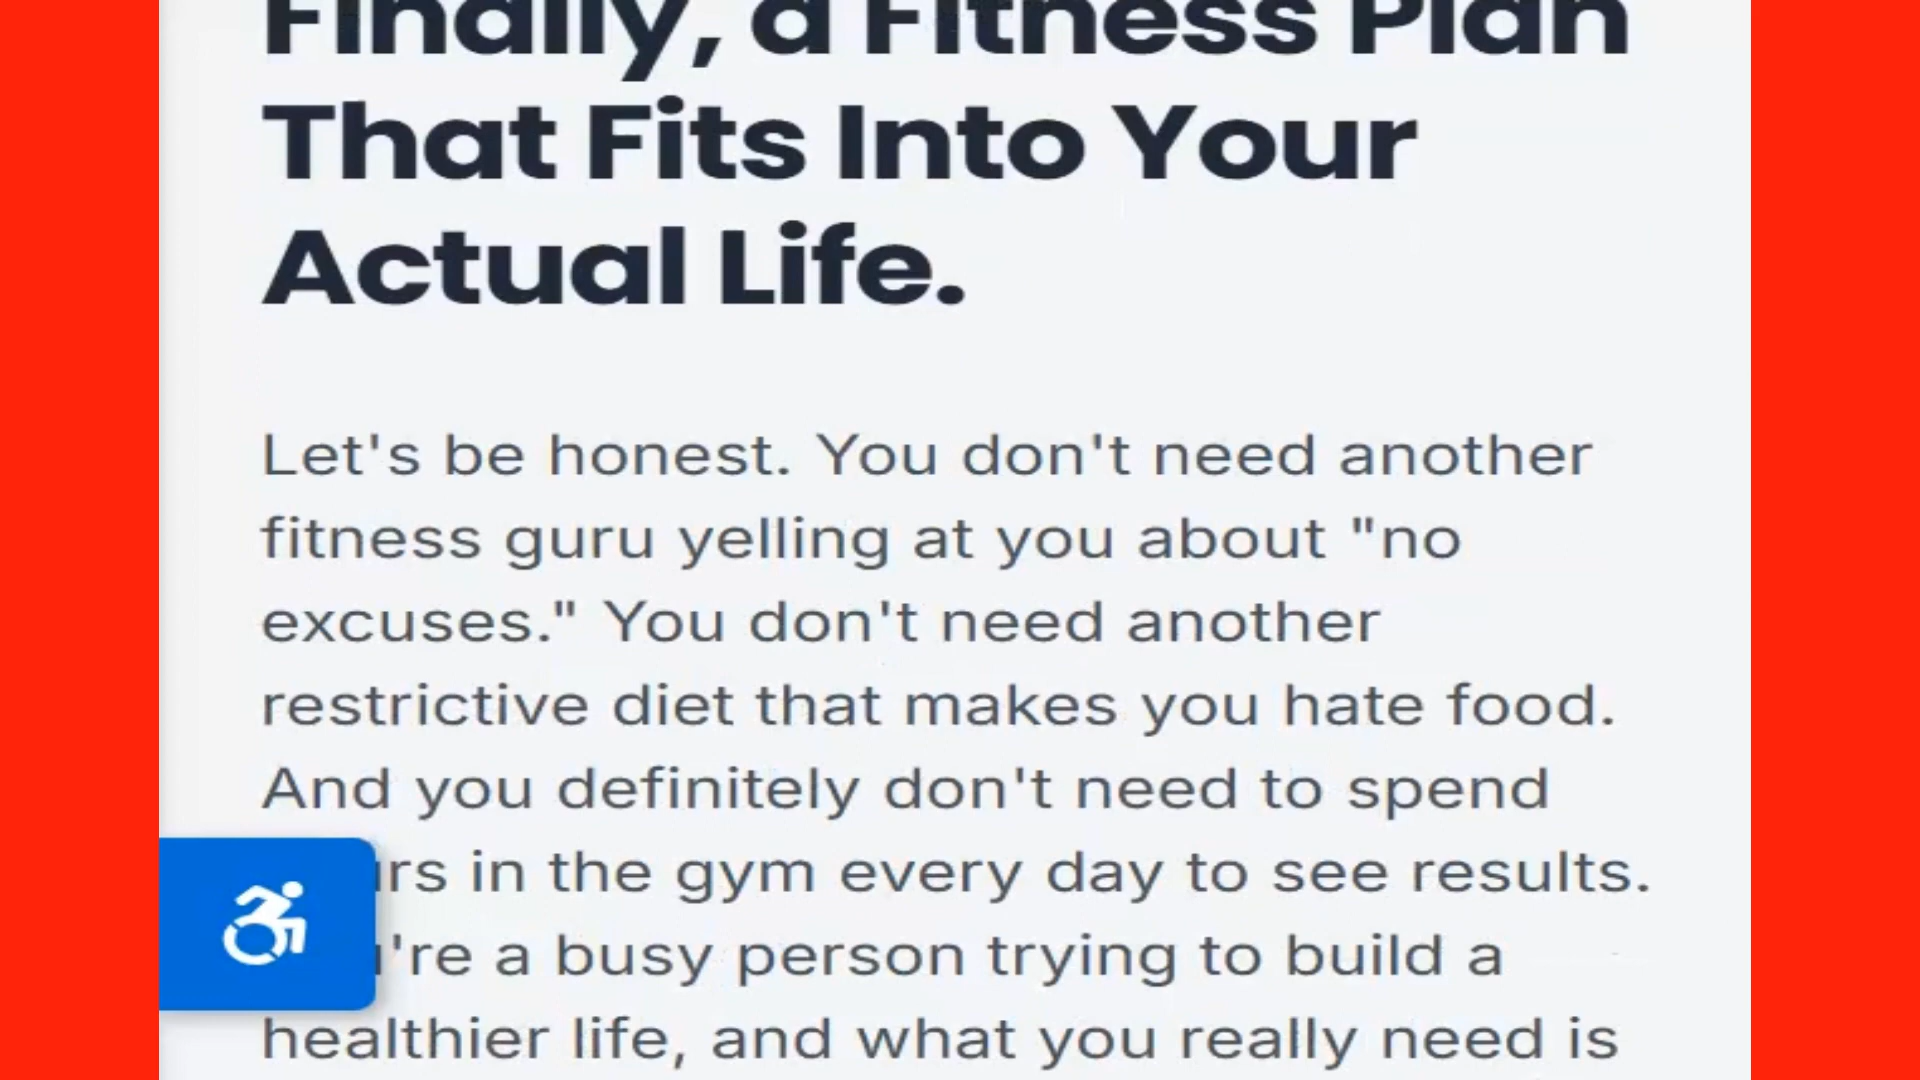 Finally, a Fitness Plan
That Fits Into Your
Actual Life.
Let's be honest. You don't need another
fitness guru yelling at you about "no
excuses." You don't need another
restrictive diet that makes you hate food.
And you definitely don't need to spend
in the gym every day to see results.
a busy person trying to build a
healthier life, and what you really need is